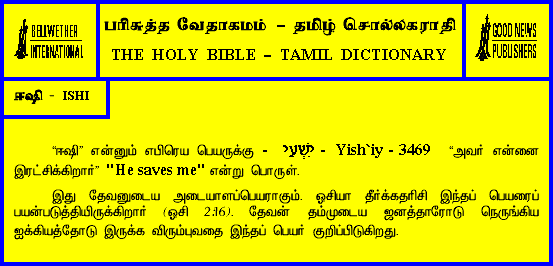 BELLWETHER
INTERNATIONAL
பரிசுத்த வேதாகமம் – தமிழ் சொல்லகராதி
THE HOLY BIBLE – TAMIL DICTIONARY
GOOD NEWS
PUBLISHERS
ஈஷி - ISHI
“ஈஷி” என்னும் எபிரெய பெயருக்கு - יִשְׁעִי - Yish`iy - 3469 “அவர் என்னை
இரட்சிக்கிறார்” "He saves me" என்று பொருள்.
இது தேவனுடைய அடையாளப்பெயராகும். ஓசியா தீர்க்கதரிசி இந்தப் பெயரைப்
பயன்படுத்தியிருக்கிறார் (ஓசி 2:16). தேவன் தம்முடைய ஜனத்தாரோடு நெருங்கிய
ஐக்கியத்தோடு இருக்க விரும்புவதை இந்தப் பெயர் குறிப்பிடுகிறது.